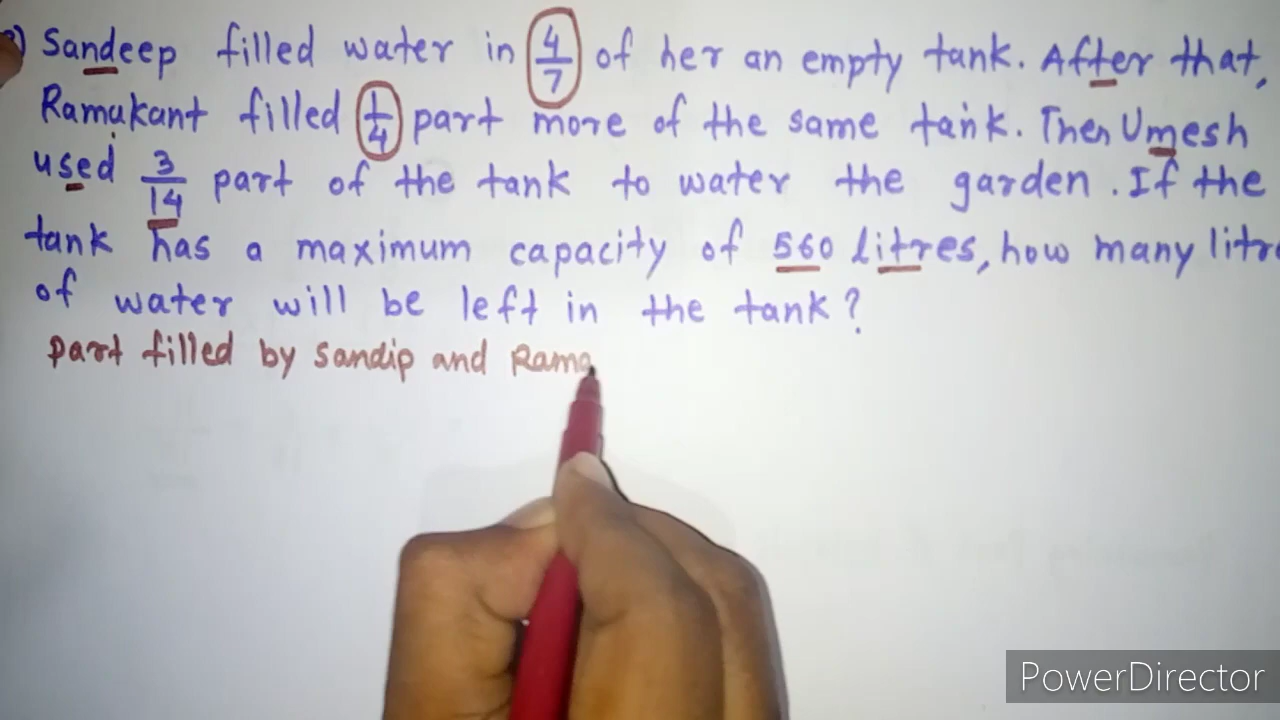 ) Sandeep filled water in 4/7 of her an empty tank. After that,
Ramakant filled 1/4 part more of the same tank. Then Umesh
used 3/14 part of the tank to water the garden. If the
tank has a maximum capacity of 560 litres, how many litr
of water will be left in the tank?
part filled by Sandip and Rama
PowerDirector